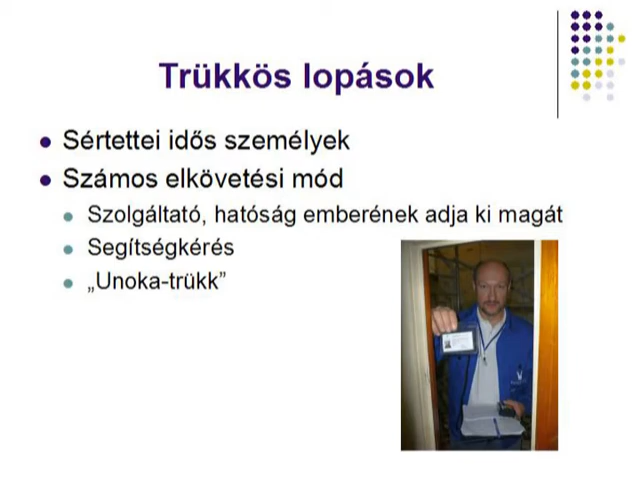 Trükkös lopások
Sértettei idős személyek
Számos elkövetési mód
Szolgáltató, hatóság emberének adja ki magát
Segítségkérés
„Unoka-trükk”